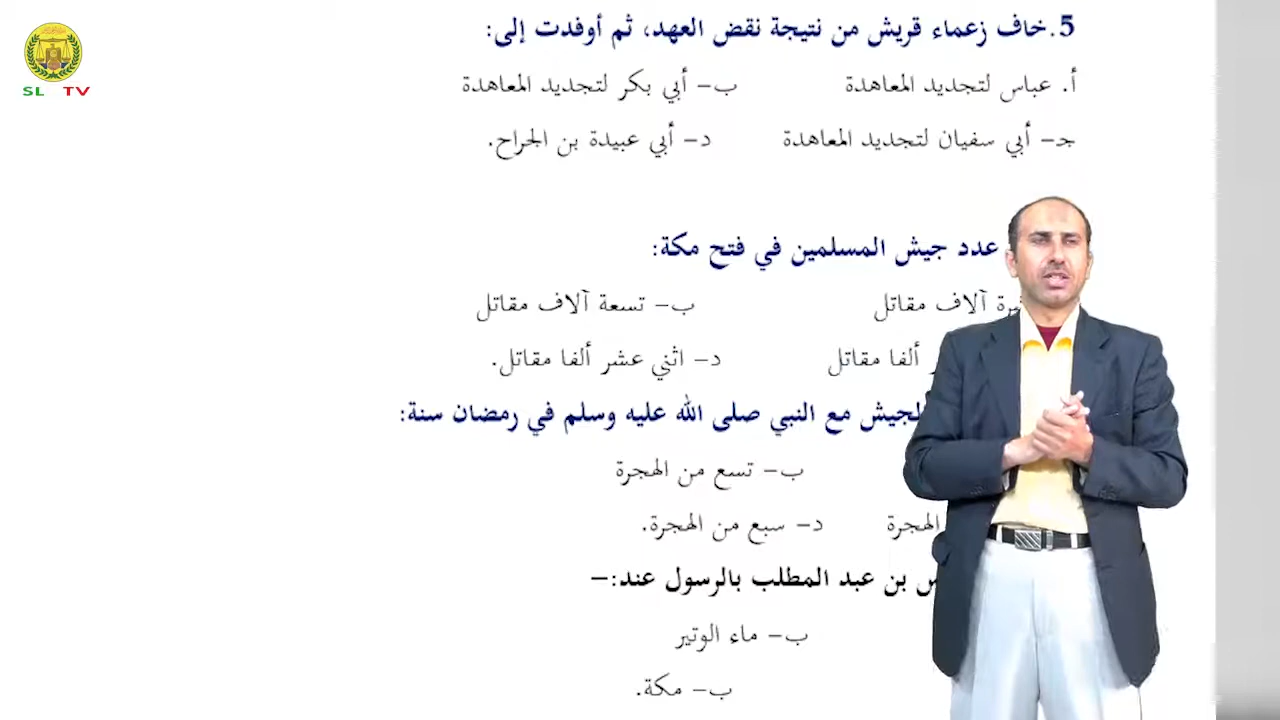 SL TV
5.خاف زعماء قريش من نتيجة نقض العهد، ثم أوفدت إلى:
أ. عباس لتجديد المعاهدة ب- أبي بكر لتجديد المعاهدة
جـ- أبي سفيان لتجديد المعاهدة د- أبي عبيدة بن الجراح.
عدد جيش المسلمين في فتح مكة:
آلاف مقاتل ب- تسعة آلاف مقاتل
ألفا مقاتل د- اثني عشر ألفا مقاتل.
الجيش مع النبي صلى الله عليه وسلم في رمضان سنة:
ب- تسع من الهجرة
الهجرة د- سبع من الهجرة.
بن عبد المطلب بالرسول عند:-
ب- ماء الوتير
ب- مكة.